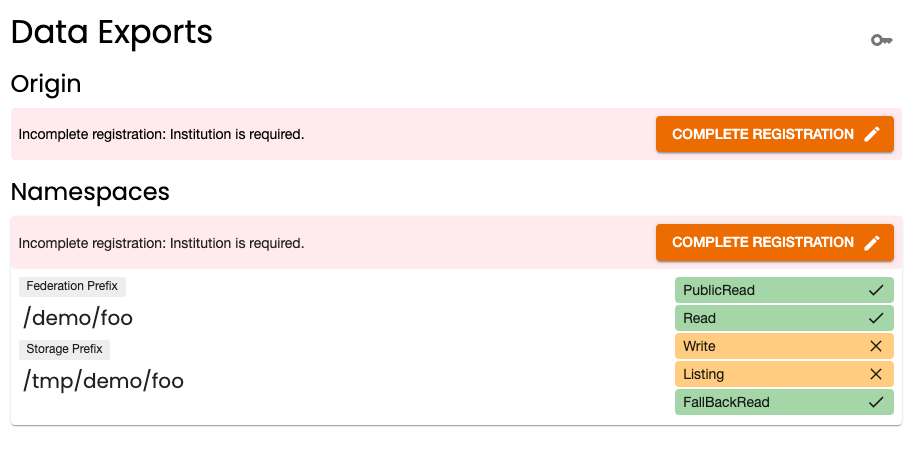 Data Exports
Origin
Incomplete registration: Institution is required.
COMPLETE REGISTRATION
Namespaces
Incomplete registration: Institution is required.
COMPLETE REGISTRATION
Federation Prefix
/demo/foo
Storage Prefix
/tmp/demo/foo
PublicRead
Read
Write
Listing
FallBackRead